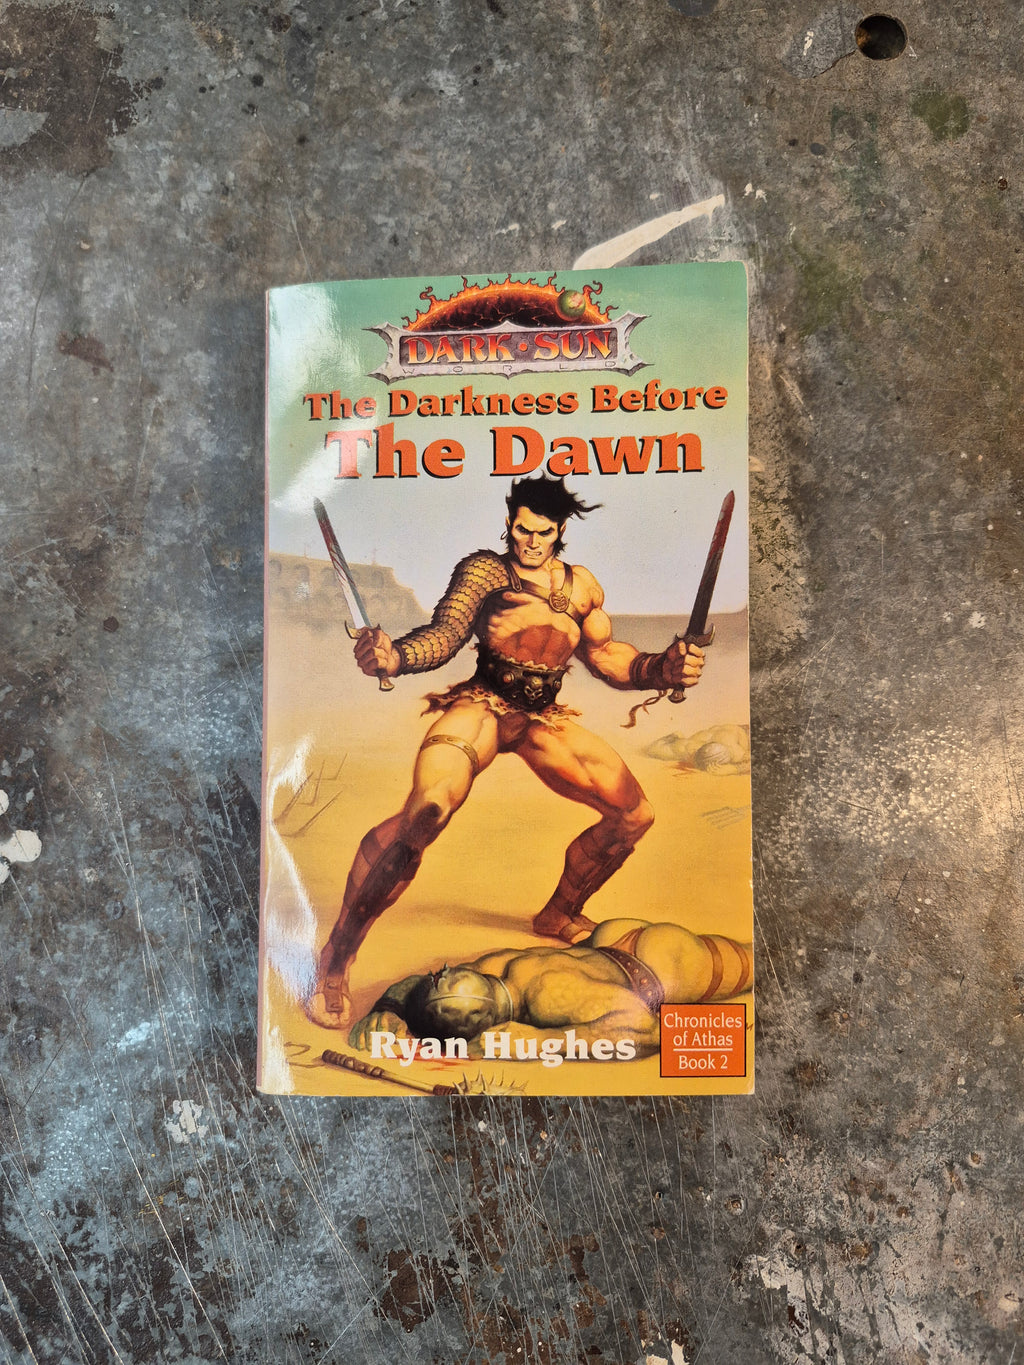 DARK • SUN
WORLD
The Darkness Before
The Dawn
Ryan Hughes
Chronicles
of Athas
Book 2